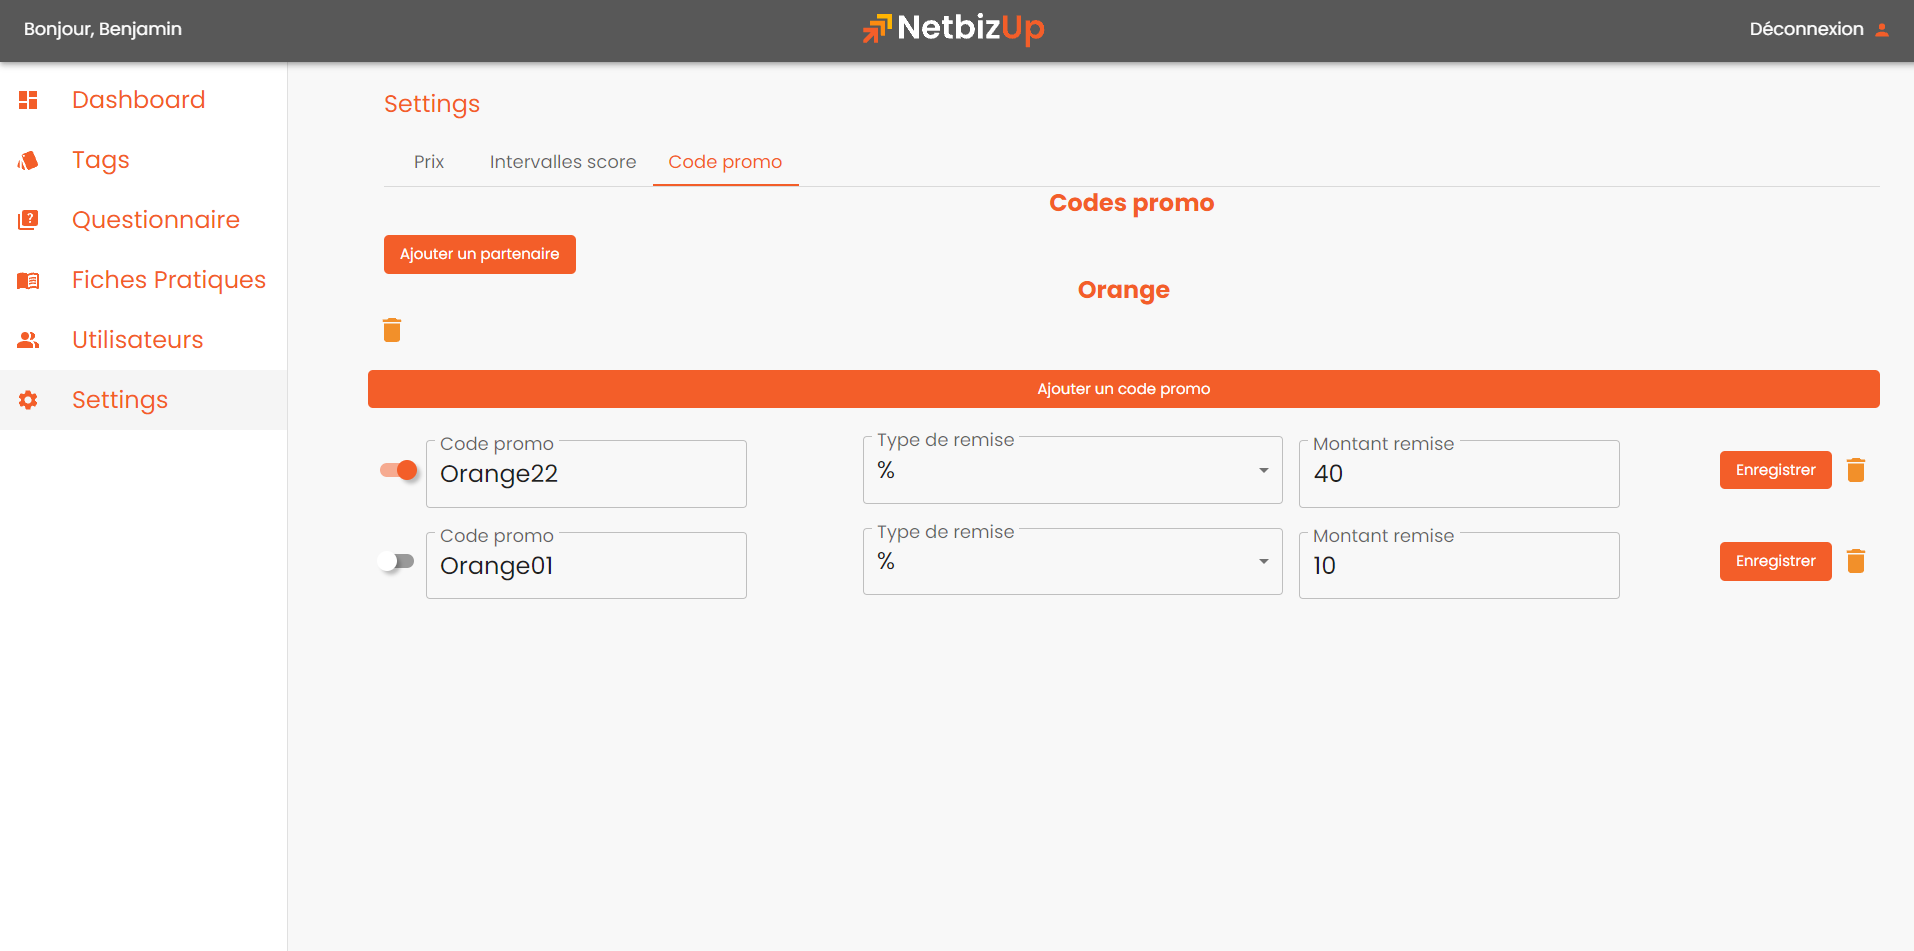 Bonjour, Benjamin
NetbizUp
Déconnexion
Dashboard
Tags
Questionnaire
Fiches Pratiques
Utilisateurs
Settings
Settings
Prix
Intervalles score
Code promo
Codes promo
Ajouter un partenaire
Orange
Ajouter un code promo
Code promo
Orange22
Type de remise
%
Montant remise
40
Enregistrer
Code promo
Orange01
Type de remise
%
Montant remise
10
Enregistrer